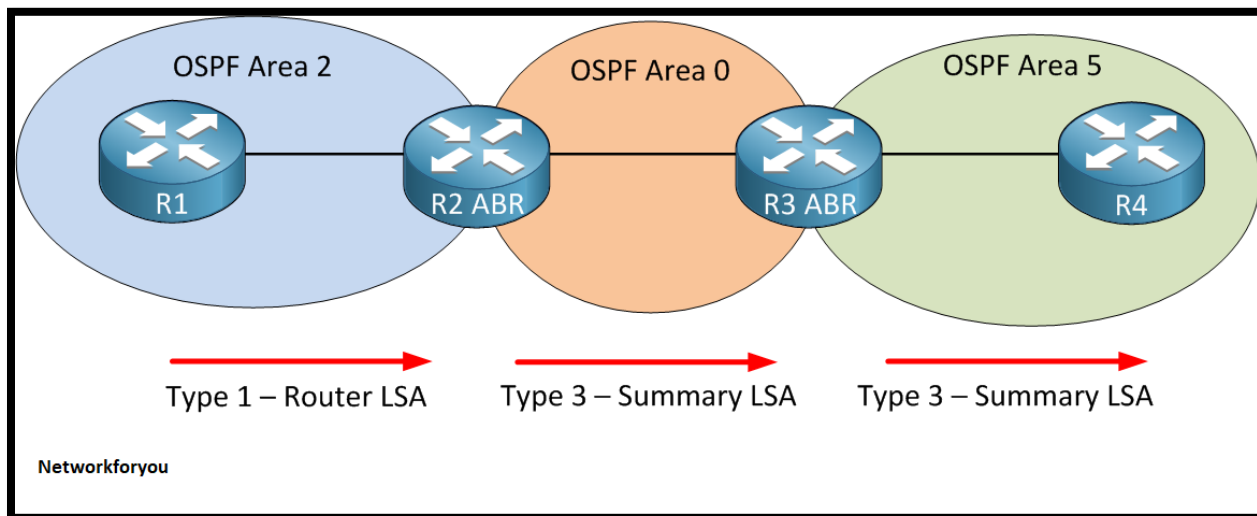 OSPF Area 2
OSPF Area 0
OSPF Area 5
R1
R2 ABR
R3 ABR
R4
Type 1 – Router LSA
Type 3 – Summary LSA
Type 3 – Summary LSA
Networkforyou